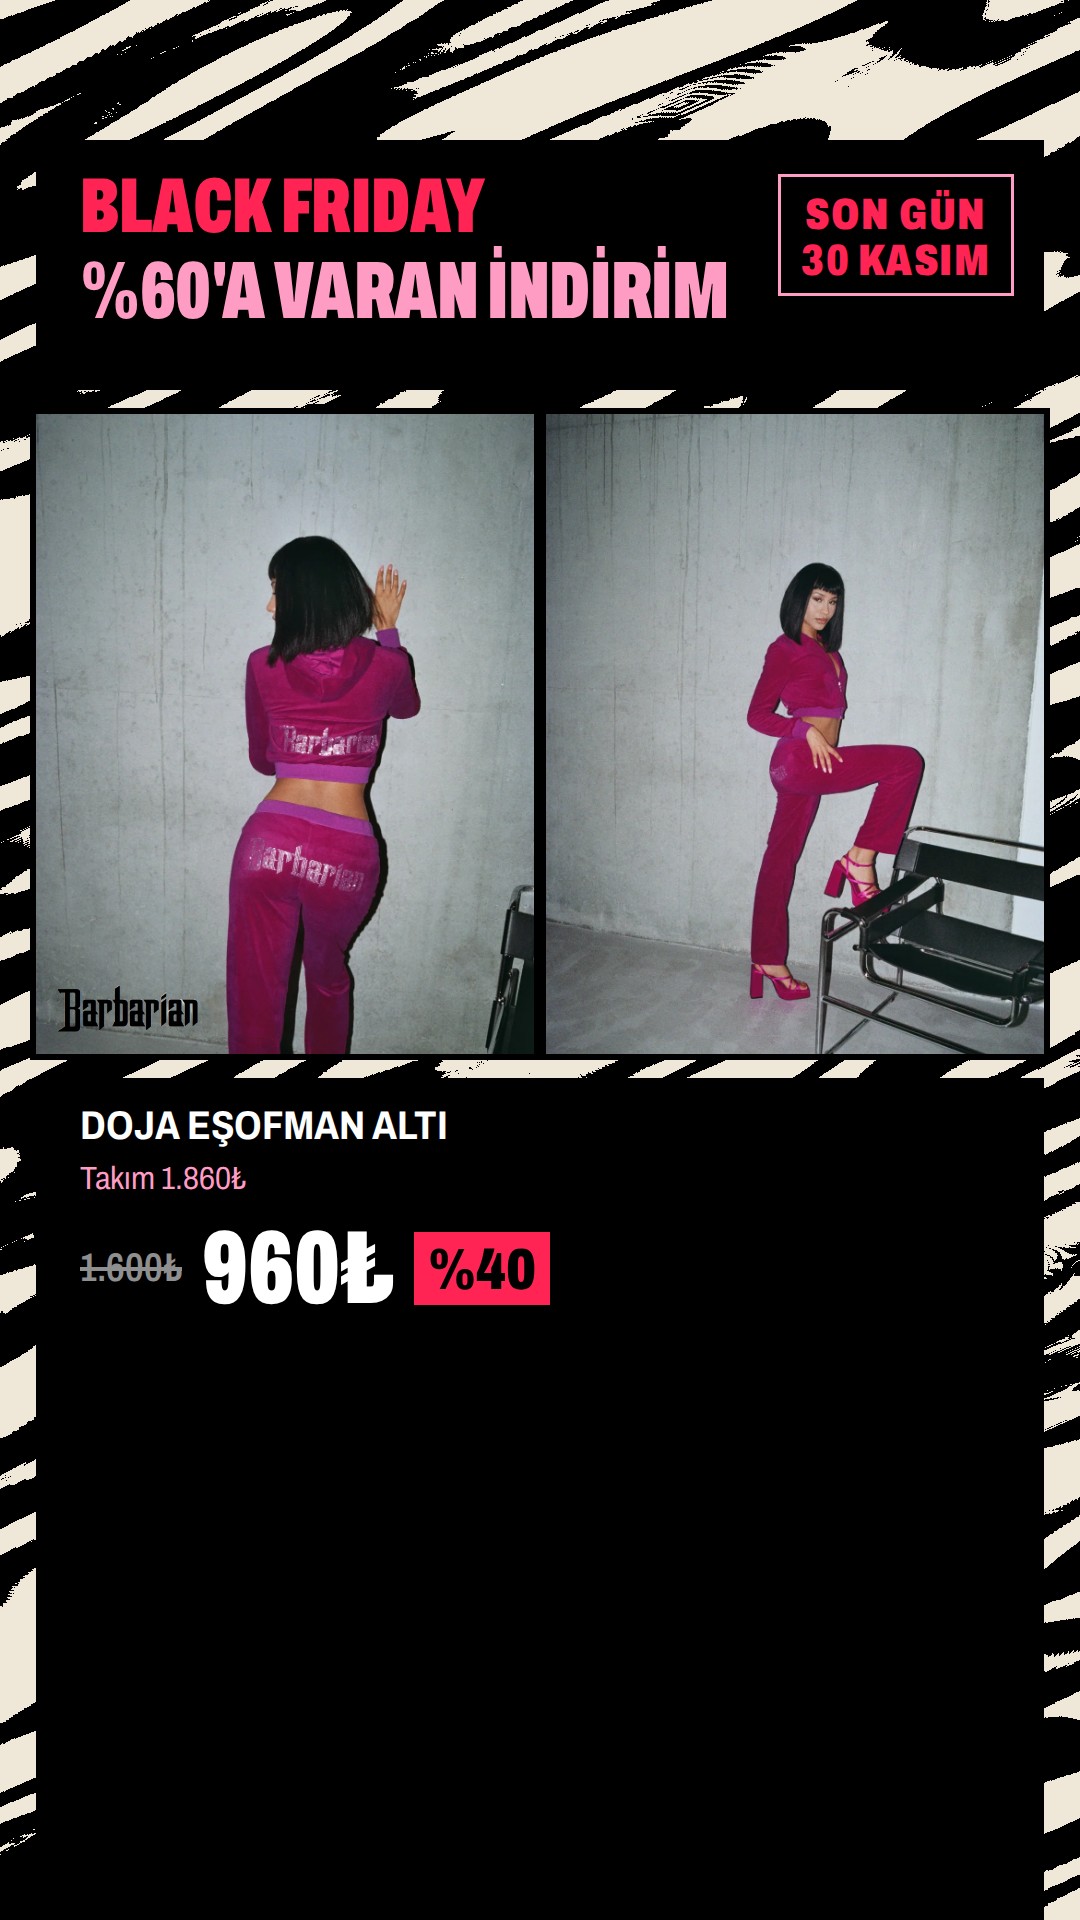 BLACK FRIDAY
%60'A VARAN İNDİRİM
SON GÜN
30 KASIM
Barbarian
Barbarian
Barbarian
DOJA EŞOFMAN ALTI
Takım 1.860₺
1.600₺ 960₺ %40